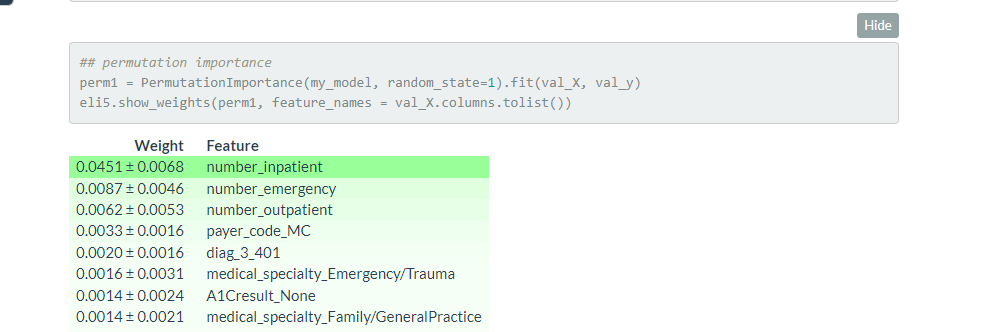 Hide
## permutation importance
perm1 = PermutationImportance(my_model, random_state=1).fit(val_X, val_y)
eli5.show_weights(perm1, feature_names = val_X.columns.tolist())
Weight Feature
0.0451 ± 0.0068 number_inpatient
0.0087 ± 0.0046 number_emergency
0.0062 ± 0.0053 number_outpatient
0.0033 ± 0.0016 payer_code_MC
0.0020 ± 0.0016 diag_3_401
0.0016 ± 0.0031 medical_specialty_Emergency/Trauma
0.0014 ± 0.0024 A1Cresult_None
0.0014 ± 0.0021 medical_specialty_Family/GeneralPractice